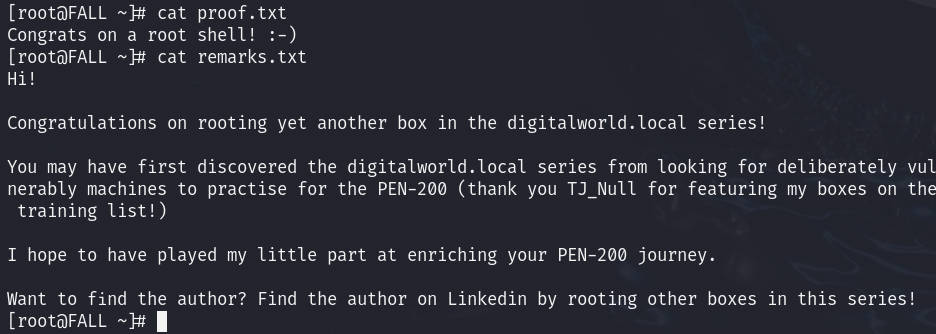 [root@FALL ~]# cat proof.txt
Congrats on a root shell! :-)
[root@FALL ~]# cat remarks.txt
Hi!
Congratulations on rooting yet another box in the digitalworld.local series!
You may have first discovered the digitalworld.local series from looking for deliberately vul
nerably machines to practise for the PEN-200 (thank you TJ_Null for featuring my boxes on the
 training list!)
I hope to have played my little part at enriching your PEN-200 journey.
Want to find the author? Find the author on Linkedin by rooting other boxes in this series!
[root@FALL ~]#